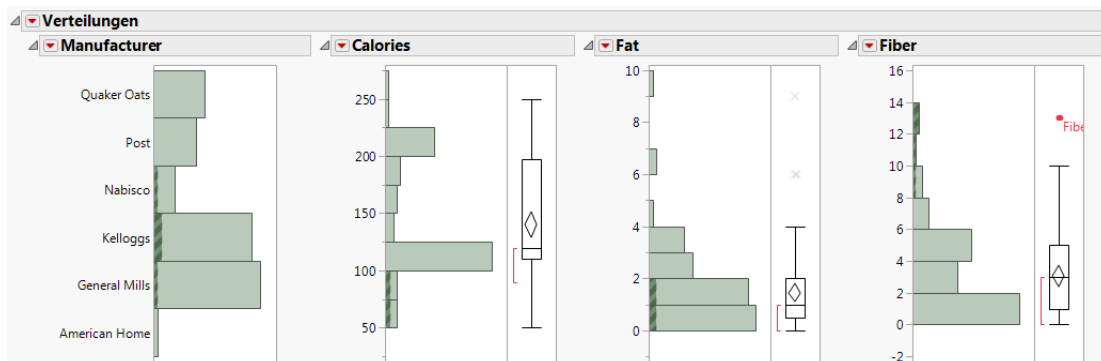 Verteilungen
Manufacturer
Quaker Oats
Post
Nabisco
Kelloggs
General Mills
American Home
Calories
250
200
150
100
50
Fat
10
8
6
4
2
0
Fiber
16
14
12
10
8
6
4
2
0
-2
Fibe